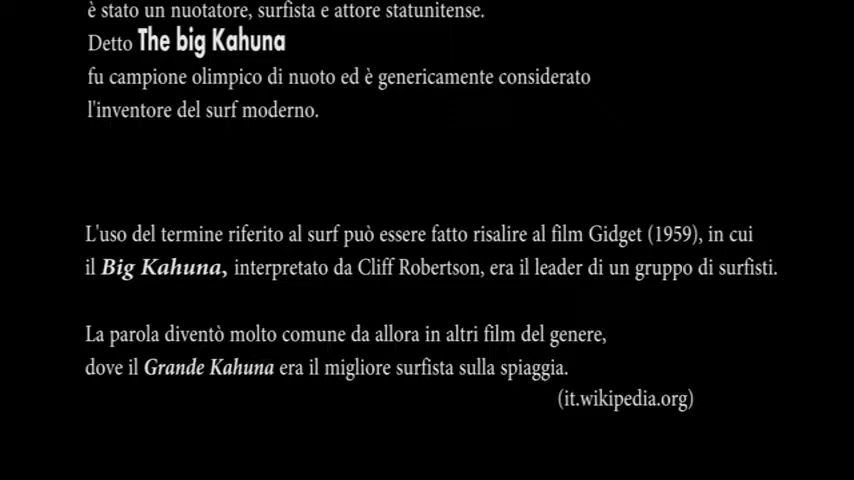 è stato un nuotatore, surfista e attore statunitense.
Detto The big Kahuna
fu campione olimpico di nuoto ed è genericamente considerato
l'inventore del surf moderno.
L'uso del termine riferito al surf può essere fatto risalire al film Gidget (1959), in cui
il Big Kahuna, interpretato da Cliff Robertson, era il leader di un gruppo di surfisti.
La parola diventò molto comune da allora in altri film del genere,
dove il Grande Kahuna era il migliore surfista sulla spiaggia.
(it.wikipedia.org)